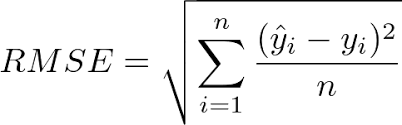 RMSE = \sqrt{\sum_{i=1}^{n} \frac{(\hat{y}_i - y_i)^2}{n}}